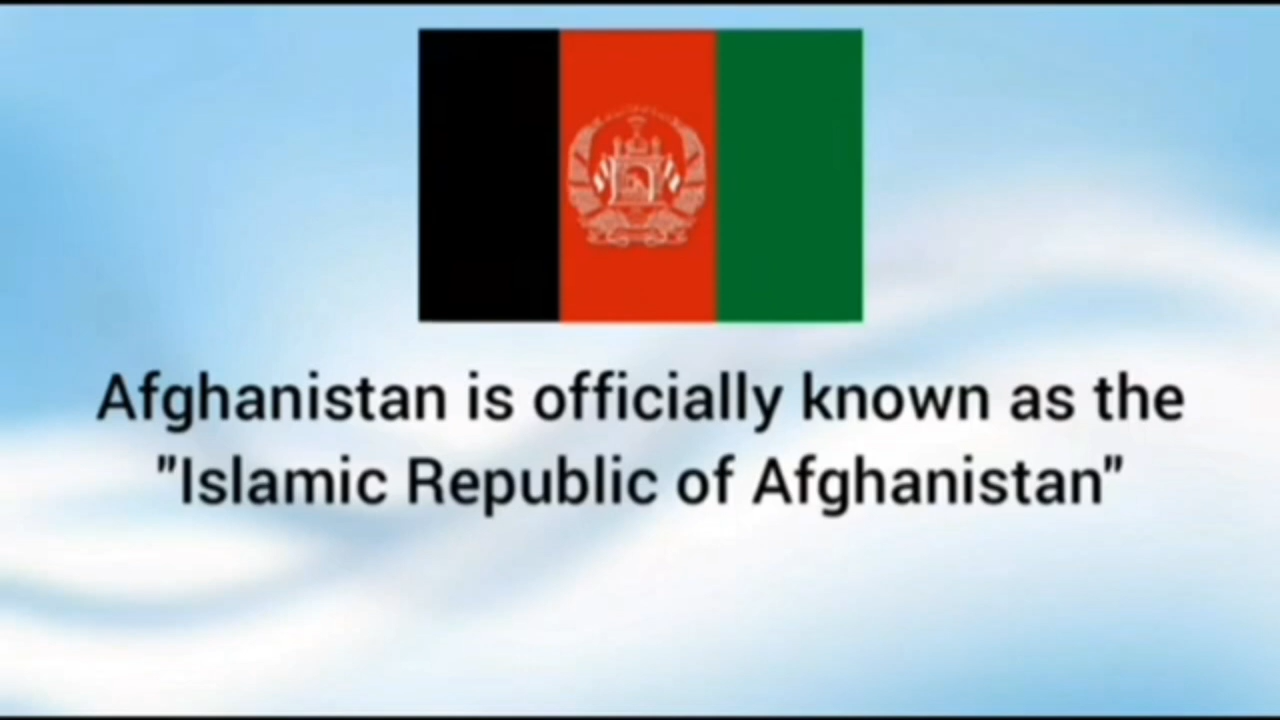 Afghanistan is officially known as the
"Islamic Republic of Afghanistan"